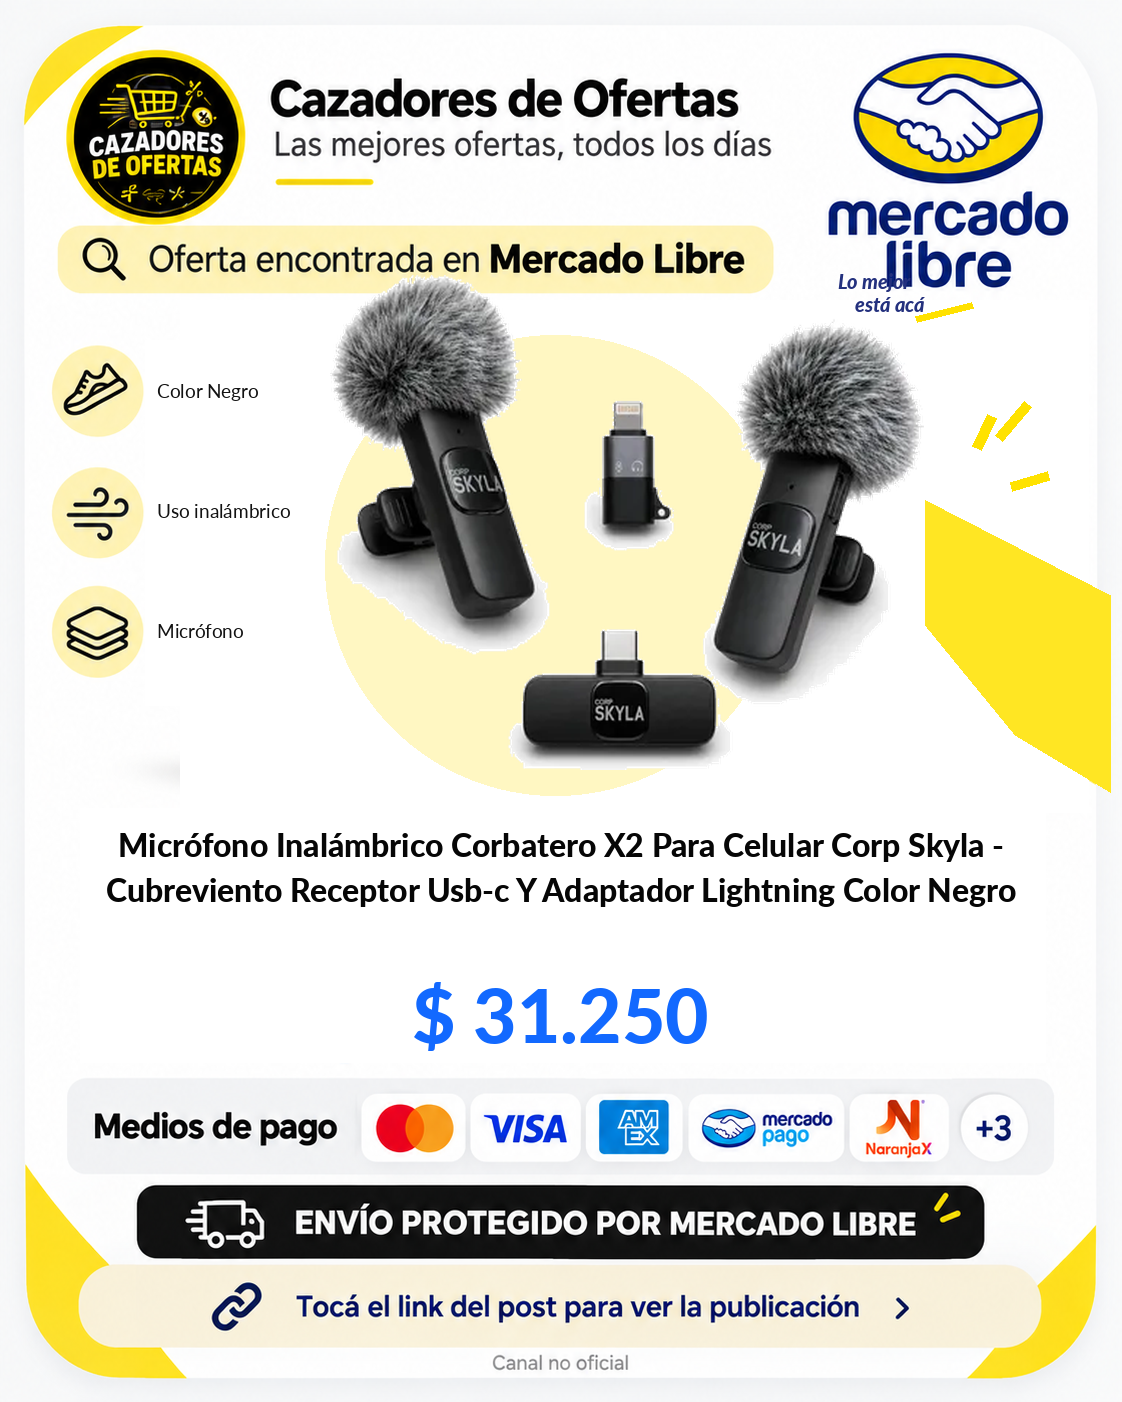 CAZADORES
DE OFERTAS
Cazadores de Ofertas
Las mejores ofertas, todos los días
mercado
libre
Lo mejor
está acá
Oferta encontrada en Mercado Libre
Color Negro
Uso inalámbrico
Micrófono
CORP
SKYLA
CORP
SKYLA
CORP
SKYLA
Micrófono Inalámbrico Corbatero X2 Para Celular Corp Skyla -
Cubreviento Receptor Usb-c Y Adaptador Lightning Color Negro
$ 31.250
Medios de pago
VISA
AM
EX
mercado
pago
NaranjaX
+3
ENVÍO PROTEGIDO POR MERCADO LIBRE
Tocá el link del post para ver la publicación
Canal no oficial